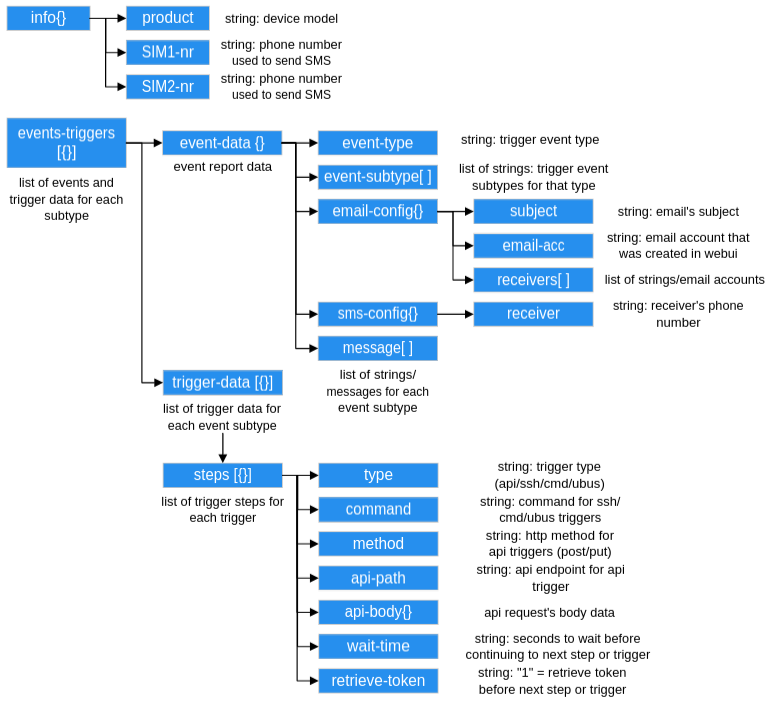 info{}
product
string: device model
SIM1-nr
string: phone number
used to send SMS
SIM2-nr
string: phone number
used to send SMS
events-triggers
[{}]
list of events and
trigger data for each
subtype
event-data {}
event report data
event-type
string: trigger event type
event-subtype[ ]
list of strings: trigger event
subtypes for that type
email-config{}
subject
string: email's subject
email-acc
string: email account that
was created in webui
receivers[ ]
list of strings/email accounts
sms-config{}
receiver
string: receiver's phone
number
message[ ]
list of strings/
messages for each
event subtype
trigger-data [{}]
list of trigger data for
each event subtype
steps [{}]
list of trigger steps for
each trigger
type
string: trigger type
(api/ssh/cmd/ubus)
command
string: command for ssh/
cmd/ubus triggers
method
string: http method for
api triggers (post/put)
api-path
string: api endpoint for api
trigger
api-body{}
api request's body data
wait-time
string: seconds to wait before
continuing to next step or trigger
retrieve-token
string: "1" = retrieve token
before next step or trigger